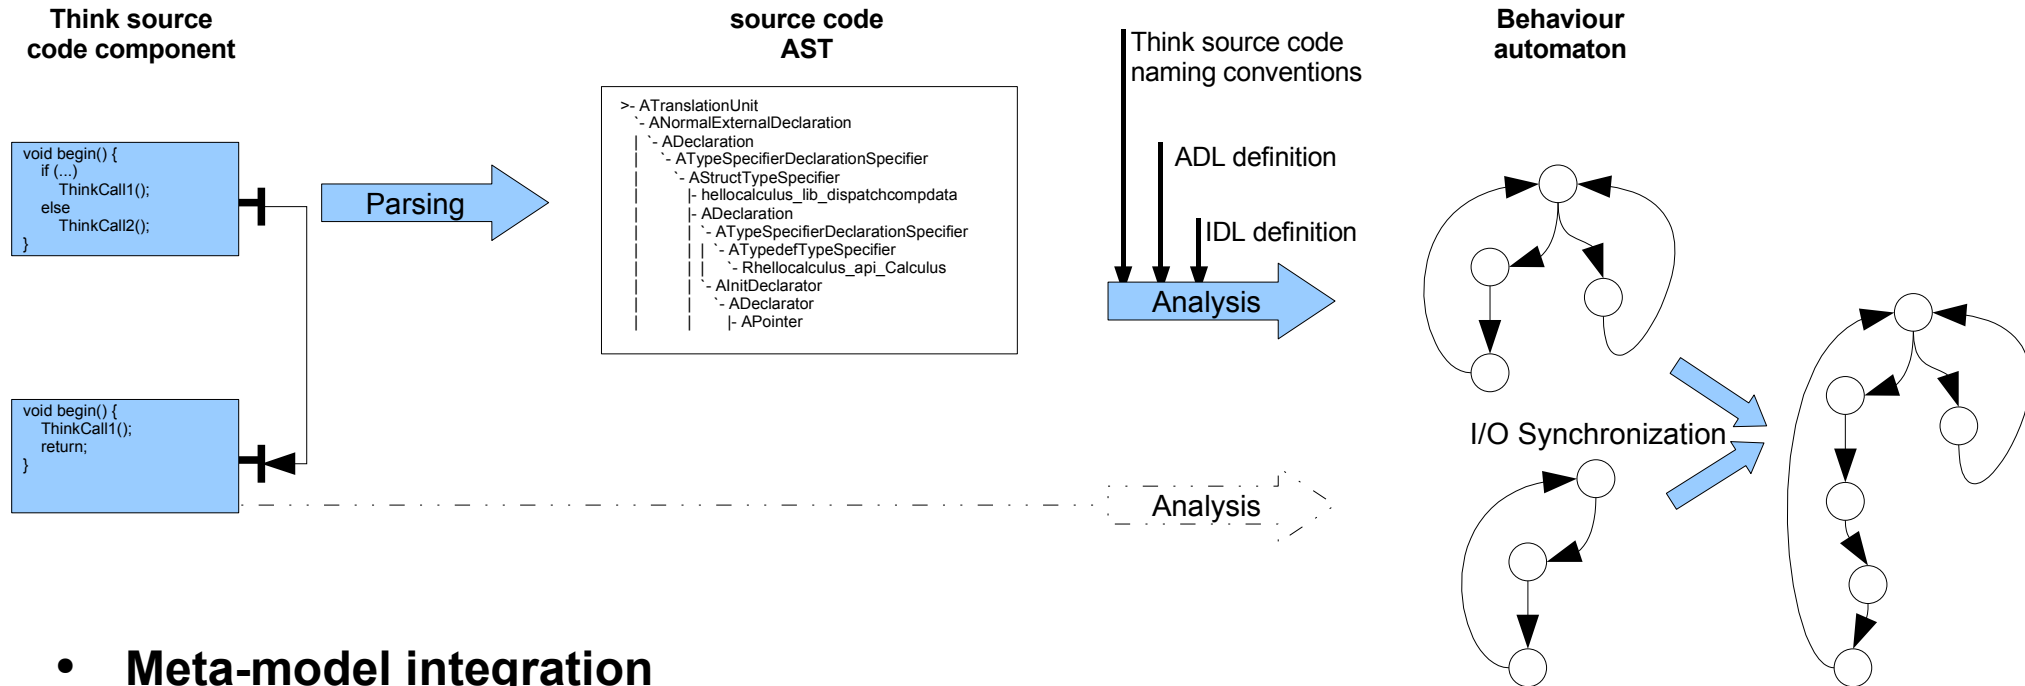 Think source
code component
source code
AST
Behaviour
automaton
Think source code
naming conventions
ADL definition
IDL definition
void begin() {
if (...)
ThinkCall1();
else
ThinkCall2();
}
Parsing
>- ATranslationUnit
`- ANormalExternalDeclaration
| `- ADeclaration
| `- ATypeSpecifierDeclarationSpecifier
| `- AStructTypeSpecifier
| |- hellocalculus_lib_dispatchcompdata
| |- ADeclaration
| | `- ATypeSpecifierDeclarationSpecifier
| | | `- ATypedefTypeSpecifier
| | | `- Rhellocalculus_api_Calculus
| | `- AInitDeclarator
| | `- ADeclarator
| | |- APointer
Analysis
void begin() {
ThinkCall1();
return;
}
I/O Synchronization
Analysis
• Meta-model integration